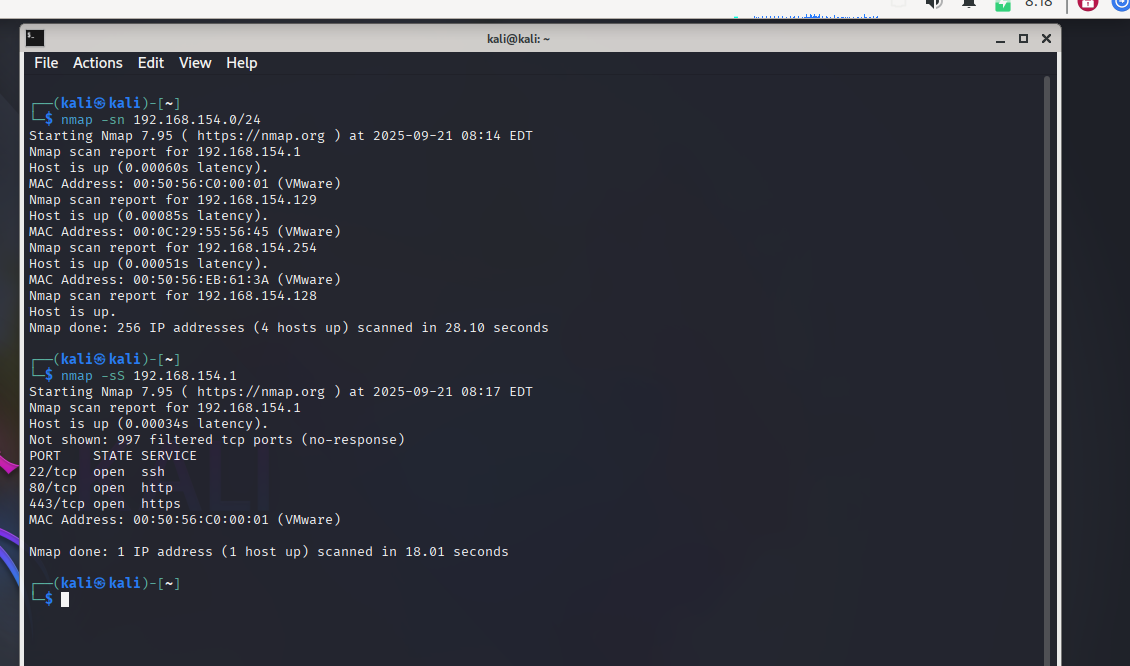 8:18
kali@kali: ~
File Actions Edit View Help
┌──(kali㉿kali)-[~]
└─$ nmap -sn 192.168.154.0/24
Starting Nmap 7.95 ( https://nmap.org ) at 2025-09-21 08:14 EDT
Nmap scan report for 192.168.154.1
Host is up (0.00060s latency).
MAC Address: 00:50:56:C0:00:01 (VMware)
Nmap scan report for 192.168.154.129
Host is up (0.00085s latency).
MAC Address: 00:0C:29:55:56:45 (VMware)
Nmap scan report for 192.168.154.254
Host is up (0.00051s latency).
MAC Address: 00:50:56:EB:61:3A (VMware)
Nmap scan report for 192.168.154.128
Host is up.
Nmap done: 256 IP addresses (4 hosts up) scanned in 28.10 seconds
┌──(kali㉿kali)-[~]
└─$ nmap -sS 192.168.154.1
Starting Nmap 7.95 ( https://nmap.org ) at 2025-09-21 08:17 EDT
Nmap scan report for 192.168.154.1
Host is up (0.00034s latency).
Not shown: 997 filtered tcp ports (no-response)
PORT    STATE SERVICE
22/tcp  open  ssh
80/tcp  open  http
443/tcp open  https
MAC Address: 00:50:56:C0:00:01 (VMware)
Nmap done: 1 IP address (1 host up) scanned in 18.01 seconds
┌──(kali㉿kali)-[~]
└─$